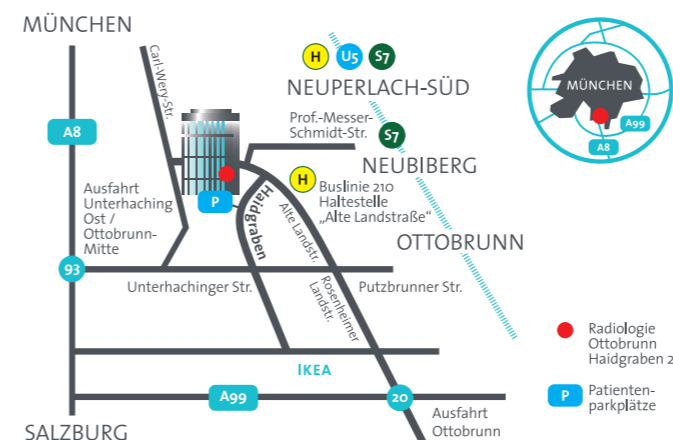 MÜNCHEN
Carl-Wery-Str.
H
U5
S7
NEUPERLACH-SÜD
Prof.-Messer-
Schmidt-Str.
S7
NEUBIBERG
MÜNCHEN
A99
A8
A8
Ausfahrt
Unterhaching
Ost /
Ottobrunn-
Mitte
P
Haidgraben
Alte Landstr.
H
Buslinie 210
Haltestelle
„Alte Landstraße“
OTTOBRUNN
93
Unterhachinger Str.
Rosenheimer
Landstr.
Putzbrunner Str.
IKEA
A99
20
Ausfahrt
Ottobrunn
SALZBURG
Radiologie
Ottobrunn
Haidgraben 2
P
Patienten-
parkplätze